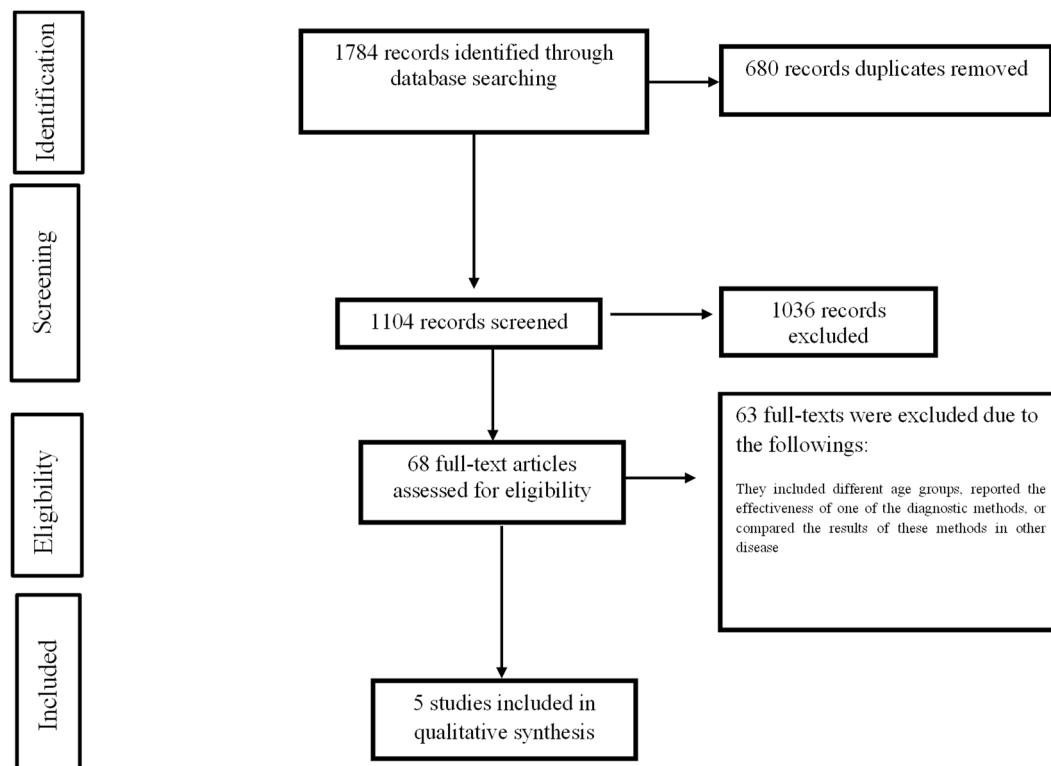 Identification
1784 records identified through
database searching
680 records duplicates removed
Screening
1104 records screened
1036 records
excluded
Eligibility
68 full-text articles
assessed for eligibility
63 full-texts were excluded due to
the followings:
They included different age groups, reported the
effectiveness of one of the diagnostic methods, or
compared the results of these methods in other
disease
Included
5 studies included in
qualitative synthesis